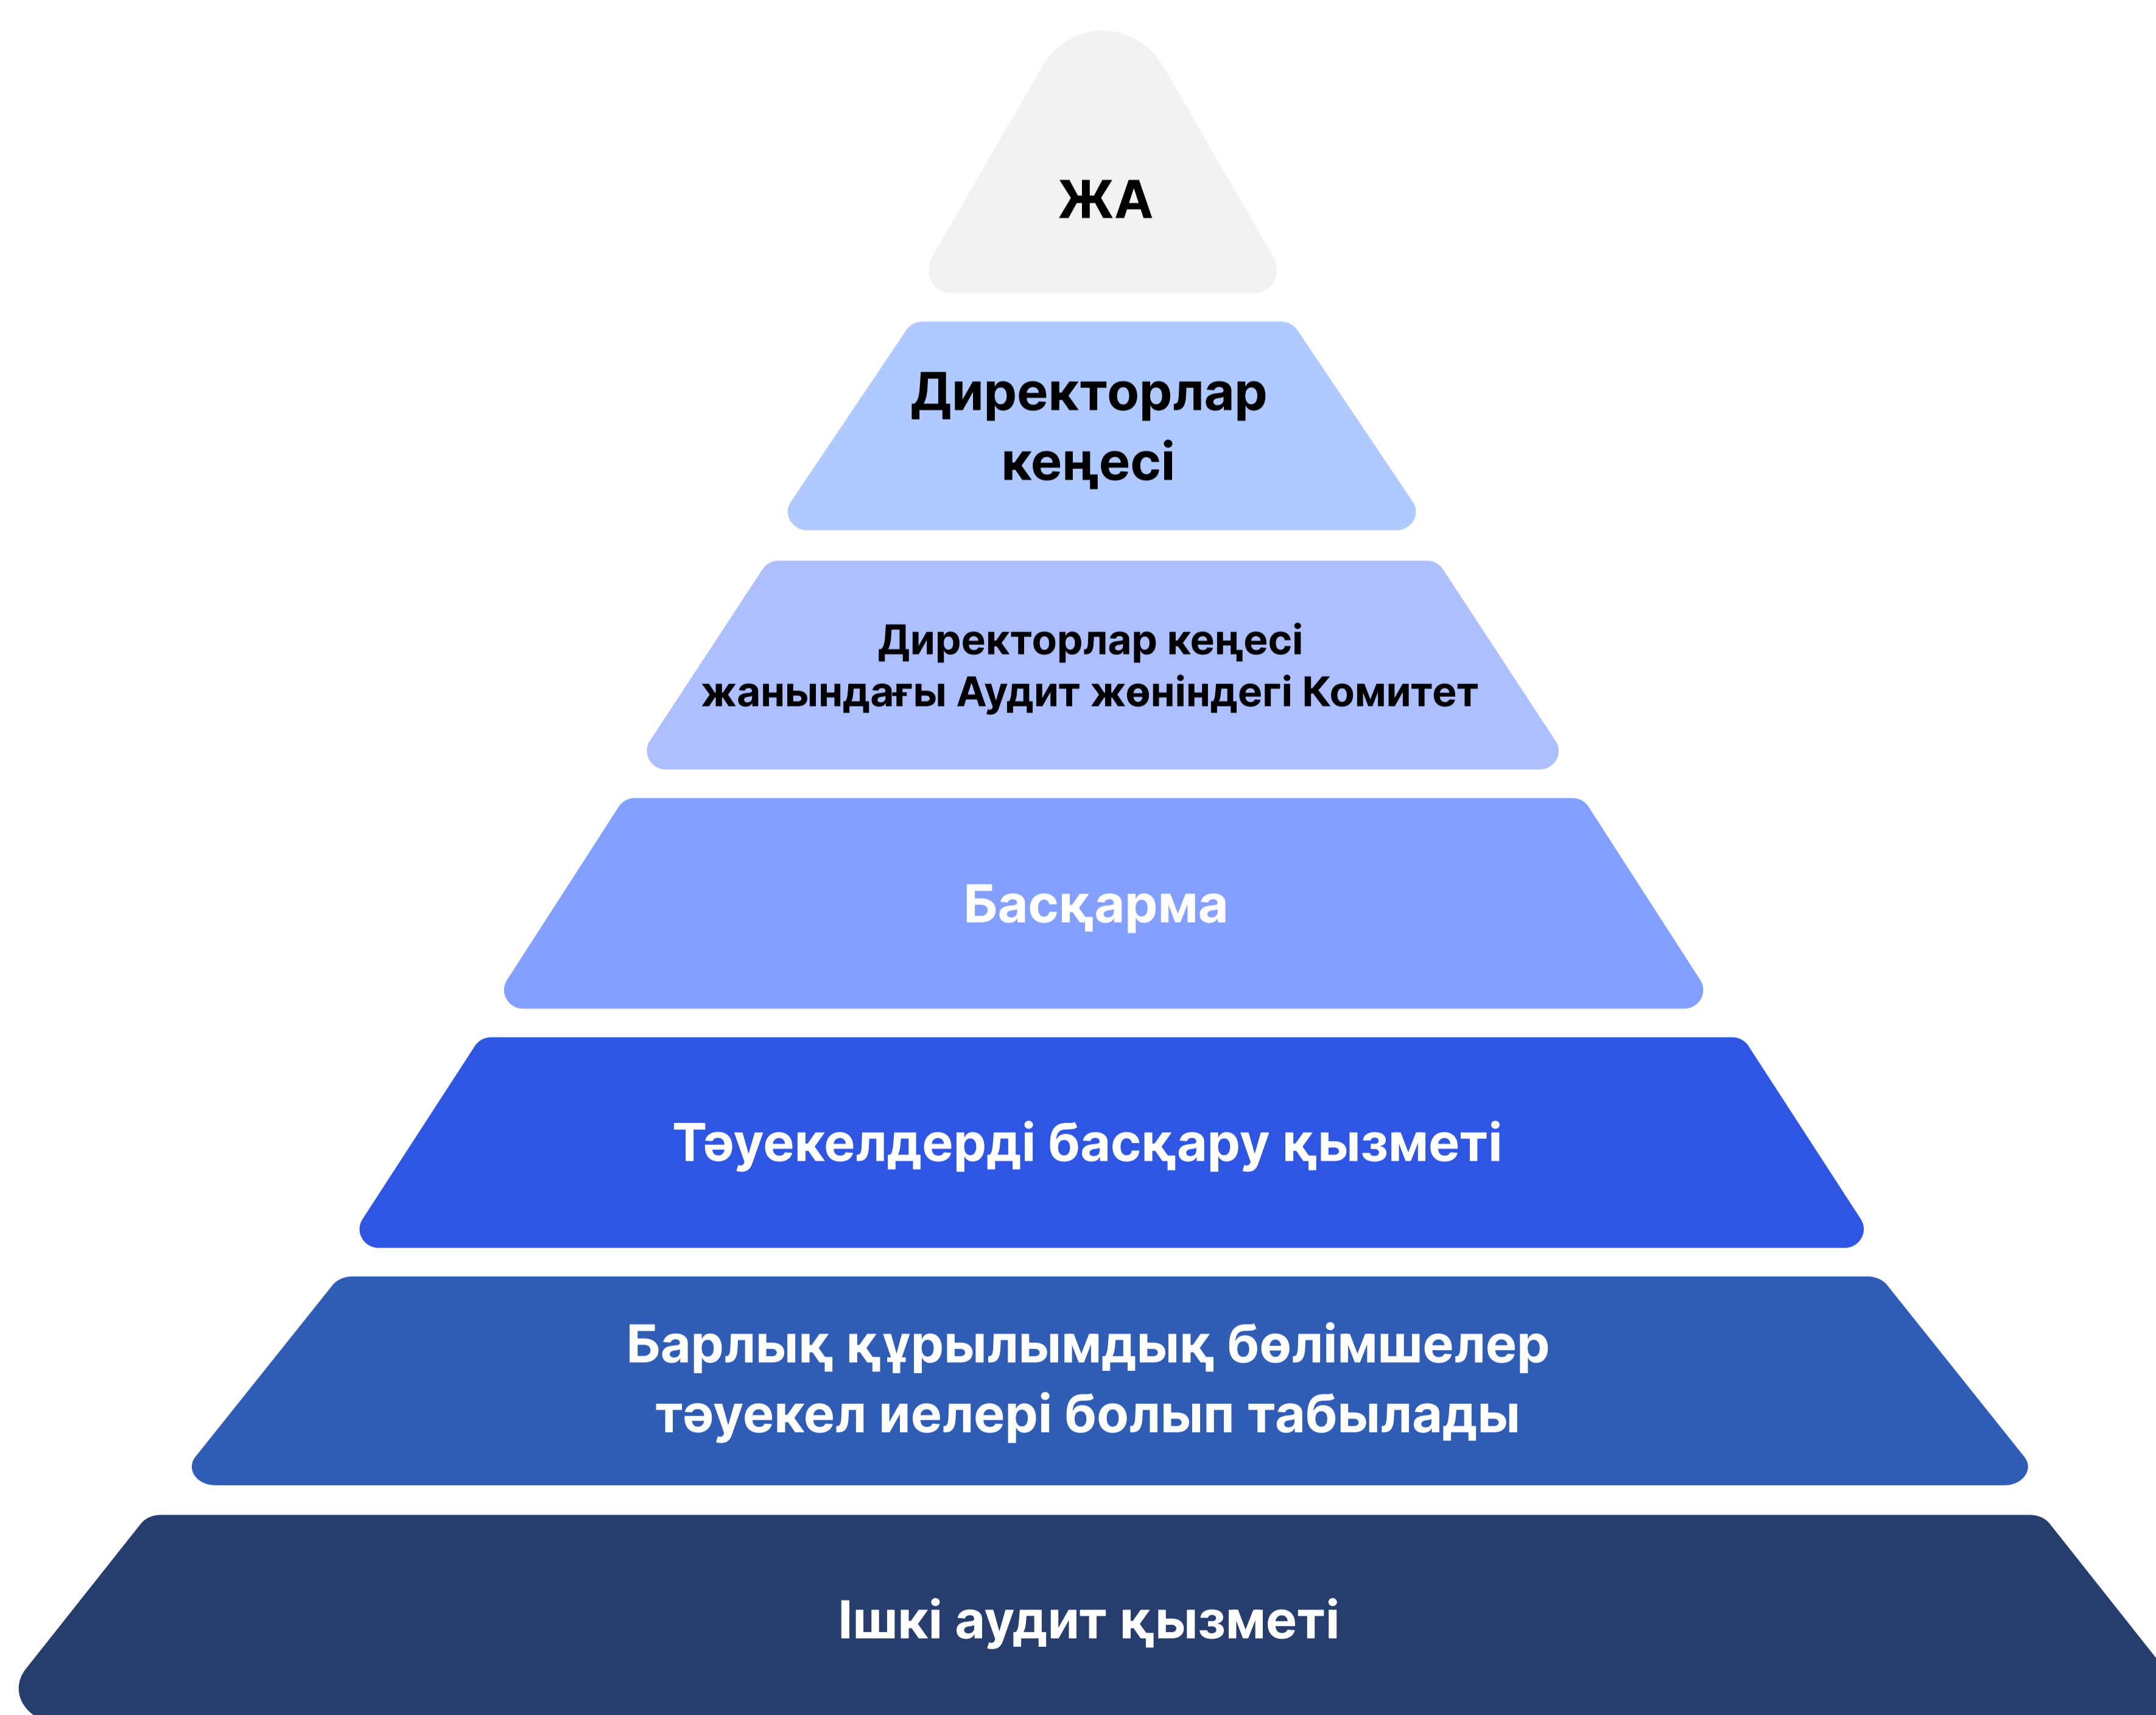 ЖА
Директорлар
кеңесі
Директорлар кеңесі
жанындағы Аудит жөніндегі Комитет
Басқарма
Тәуекелдерді басқару қызметі
Барлық құрылымдық бөлімшелер
тәуекел иелері болып табылады
Ішкі аудит қызметі